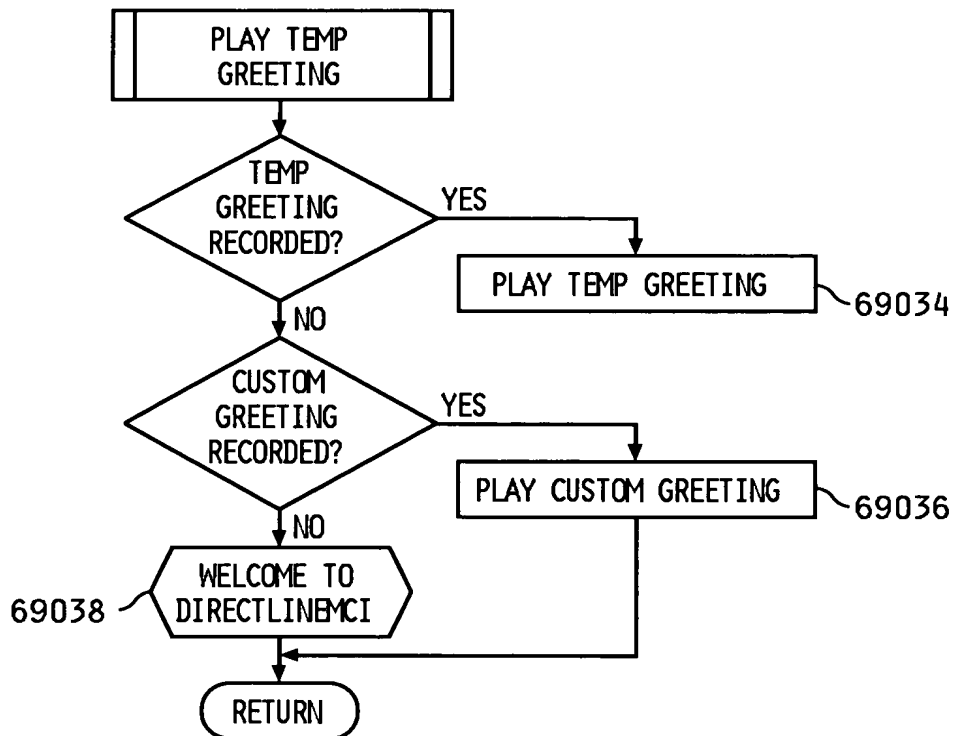 PLAY TEMP
GREETING
TEMP
GREETING
RECORDED?
YES
PLAY TEMP GREETING
69034
NO
CUSTOM
GREETING
RECORDED?
YES
PLAY CUSTOM GREETING
69036
NO
WELCOME TO
DIRECTLINEMCI
69038
RETURN